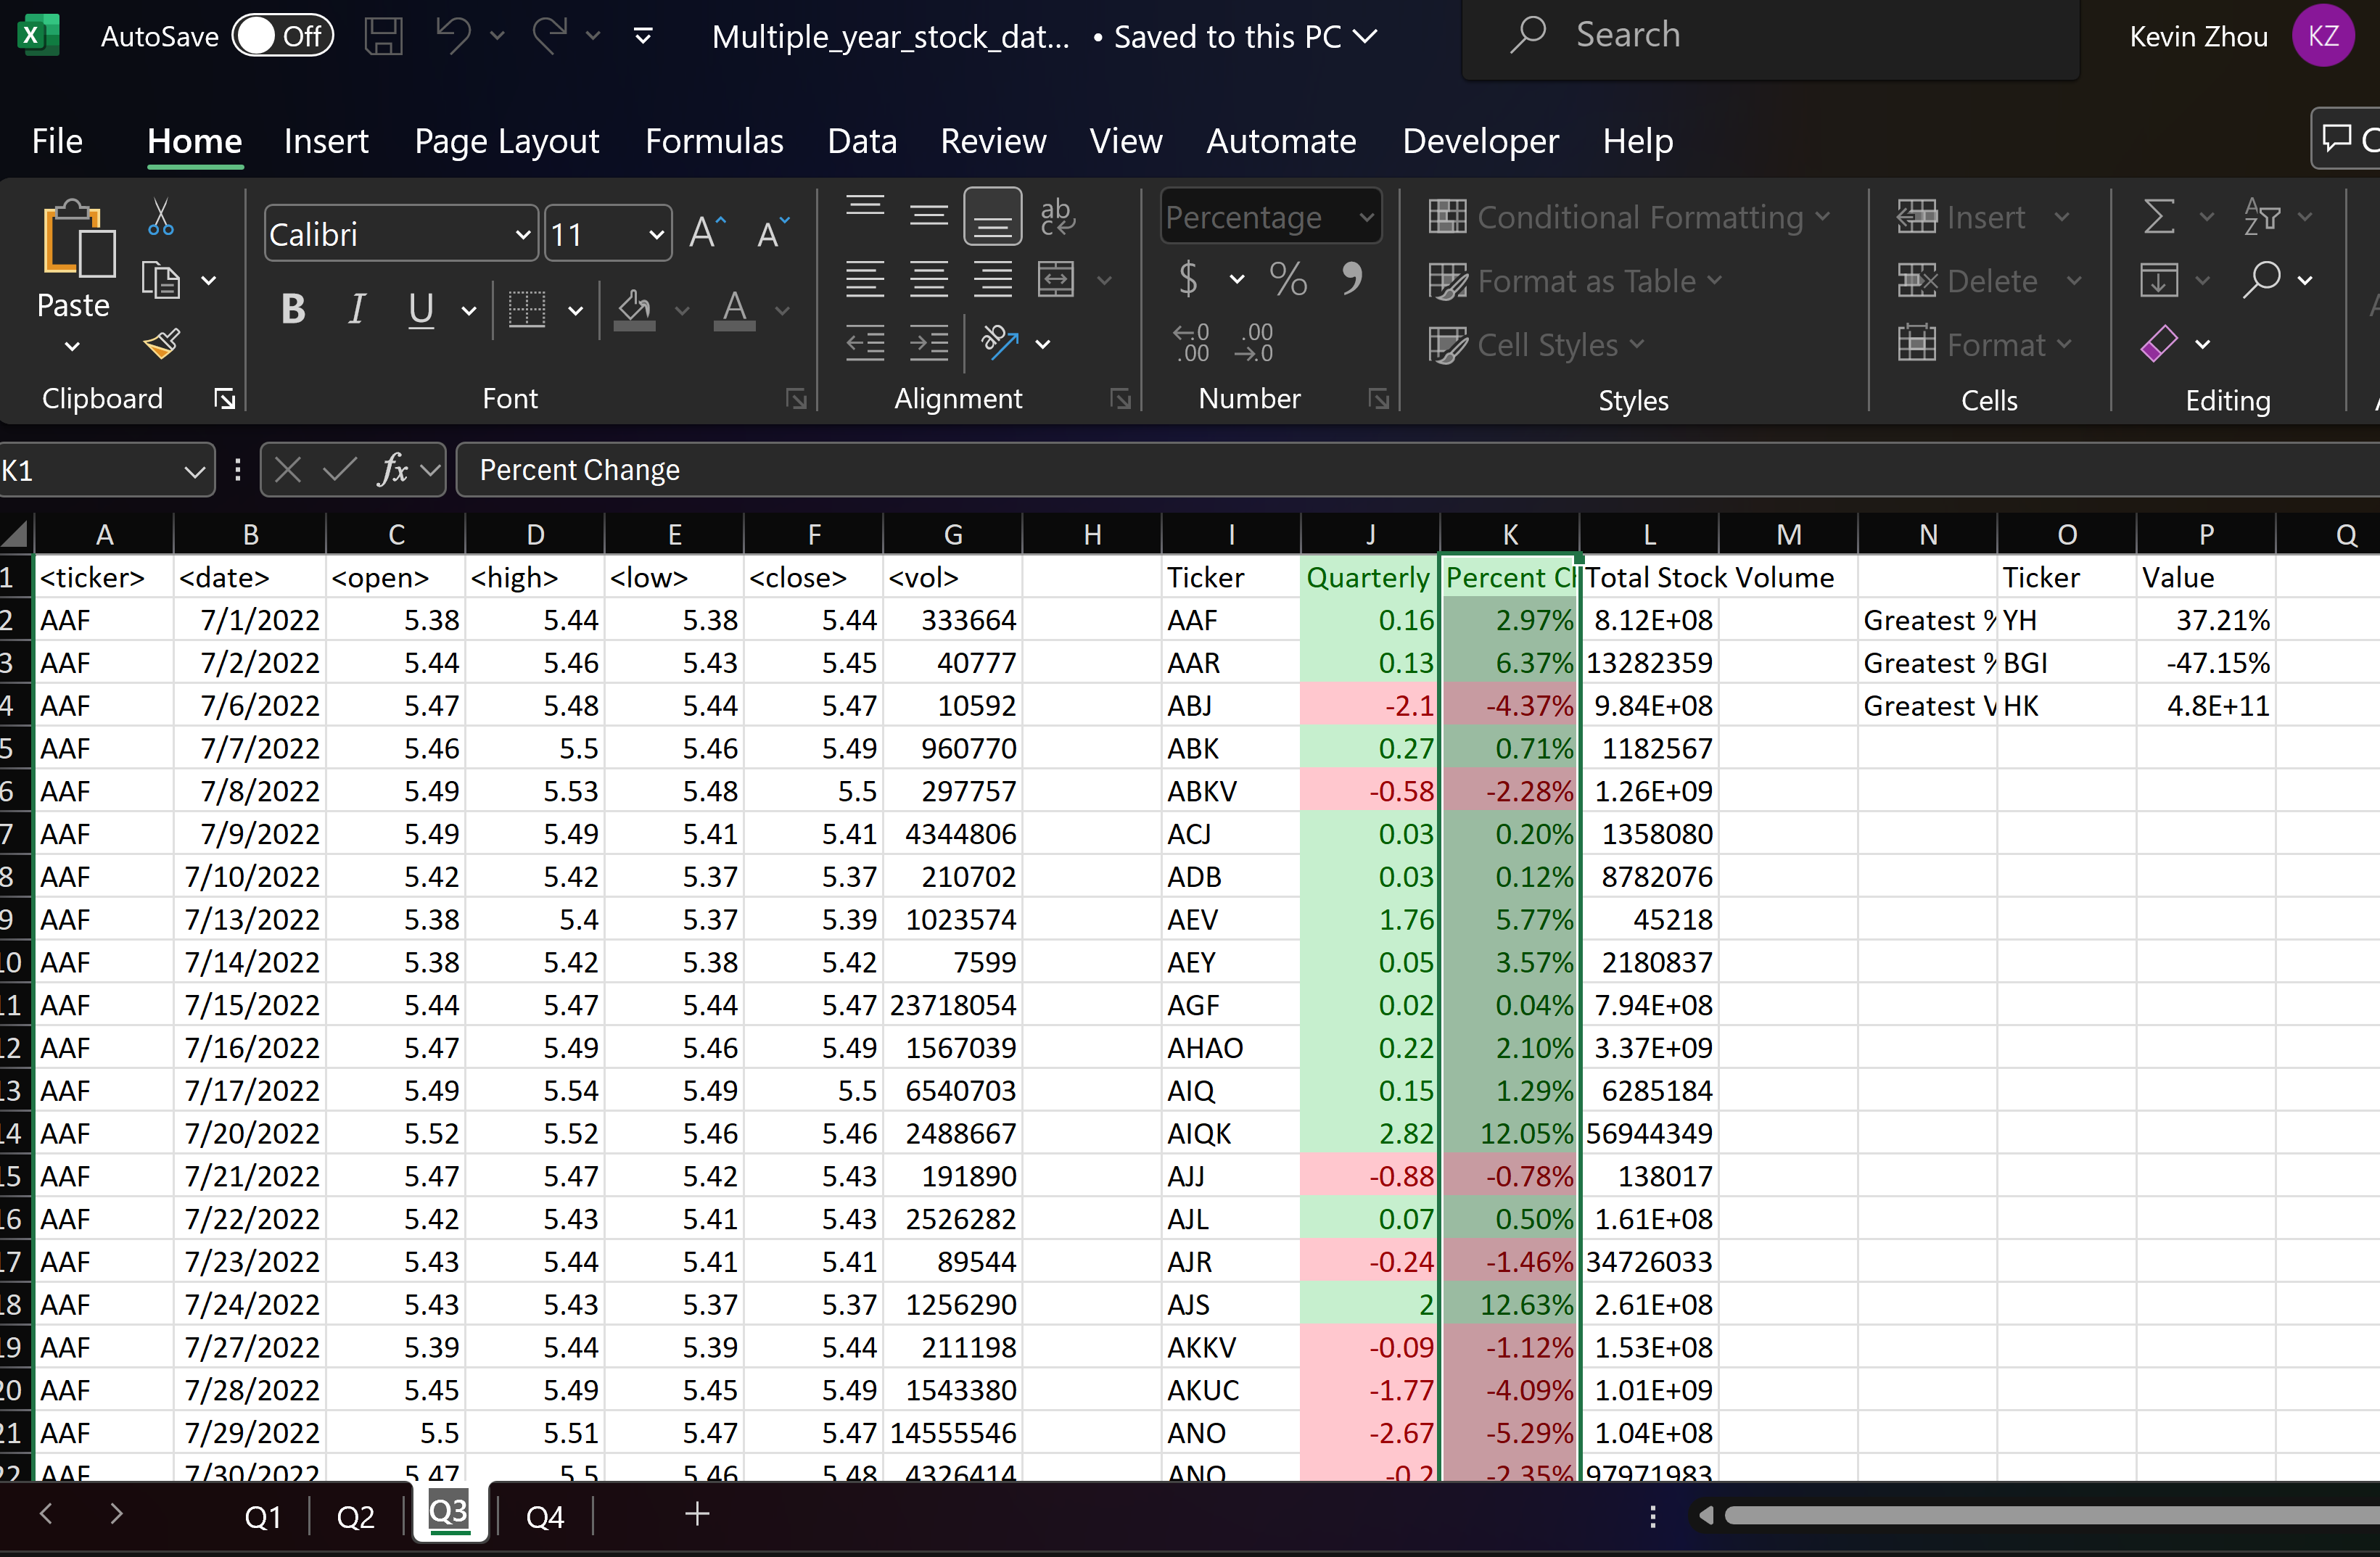 AutoSave Off Multiple_year_stock_dat... • Saved to this PC Search Kevin Zhou KZ
File Home Insert Page Layout Formulas Data Review View Automate Developer Help
Paste Calibri 11 Percentage Conditional Formatting Insert
Format as Table Delete
Cell Styles Format
Clipboard Font Alignment Number Styles Cells Editing
K1 fx Percent Change
A B C D E F G H I J K L M N O P Q
1 <ticker> <date> <open> <high> <low> <close> <vol> Ticker Quarterly Percent Total Stock Volume Ticker Value
2 AAF 7/1/2022 5.38 5.44 5.38 5.44 333664 AAF 0.16 2.97% 8.12E+08 Greatest % YH 37.21%
3 AAF 7/2/2022 5.44 5.46 5.43 5.45 40777 AAR 0.13 6.37% 13282359 Greatest % BGI -47.15%
4 AAF 7/6/2022 5.47 5.48 5.44 5.47 10592 ABJ -2.1 -4.37% 9.84E+08 Greatest V HK 4.8E+11
5 AAF 7/7/2022 5.46 5.5 5.46 5.49 960770 ABK 0.27 0.71% 1182567
6 AAF 7/8/2022 5.49 5.53 5.48 5.5 297757 ABKV -0.58 -2.28% 1.26E+09
7 AAF 7/9/2022 5.49 5.49 5.41 5.41 4344806 ACJ 0.03 0.20% 1358080
8 AAF 7/10/2022 5.42 5.42 5.37 5.37 210702 ADB 0.03 0.12% 8782076
9 AAF 7/13/2022 5.38 5.4 5.37 5.39 1023574 AEV 1.76 5.77% 45218
10 AAF 7/14/2022 5.38 5.42 5.38 5.42 7599 AEY 0.05 3.57% 2180837
11 AAF 7/15/2022 5.44 5.47 5.44 5.47 23718054 AGF 0.02 0.04% 7.94E+08
12 AAF 7/16/2022 5.47 5.49 5.46 5.49 1567039 AHAO 0.22 2.10% 3.37E+09
13 AAF 7/17/2022 5.49 5.54 5.49 5.5 6540703 AIQ 0.15 1.29% 6285184
14 AAF 7/20/2022 5.52 5.52 5.46 5.46 2488667 AIQK 2.82 12.05% 56944349
15 AAF 7/21/2022 5.47 5.47 5.42 5.43 191890 AJJ -0.88 -0.78% 138017
16 AAF 7/22/2022 5.42 5.43 5.41 5.43 2526282 AJL 0.07 0.50% 1.61E+08
17 AAF 7/23/2022 5.43 5.44 5.41 5.41 89544 AJR -0.24 -1.46% 34726033
18 AAF 7/24/2022 5.43 5.43 5.37 5.37 1256290 AJS 2 12.63% 2.61E+08
19 AAF 7/27/2022 5.39 5.44 5.39 5.44 211198 AKKV -0.09 -1.12% 1.53E+08
20 AAF 7/28/2022 5.45 5.49 5.45 5.49 1543380 AKUC -1.77 -4.09% 1.01E+09
21 AAF 7/29/2022 5.5 5.51 5.47 5.47 14555546 ANO -2.67 -5.29% 1.04E+08
22 AAF 7/30/2022 5.47 5.5 5.46 5.48 4326414 -0.2 -2.35% 97971983
Q1 Q2 Q3 Q4